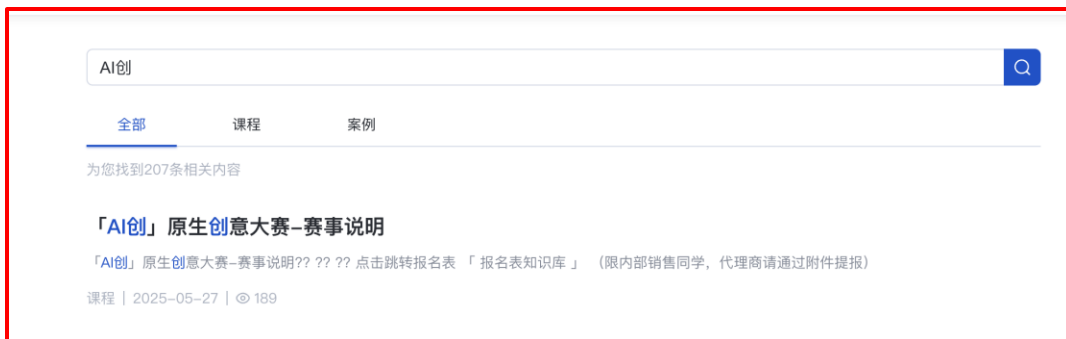 AI创
全部 课程 案例
为您找到207条相关内容
「AI创」原生创意大赛–赛事说明
「AI创」原生创意大赛–赛事说明?? ?? ?? 点击跳转报名表 「 报名表知识库 」 （限内部销售同学，代理商请通过附件提报）
课程 | 2025–05–27 | 189